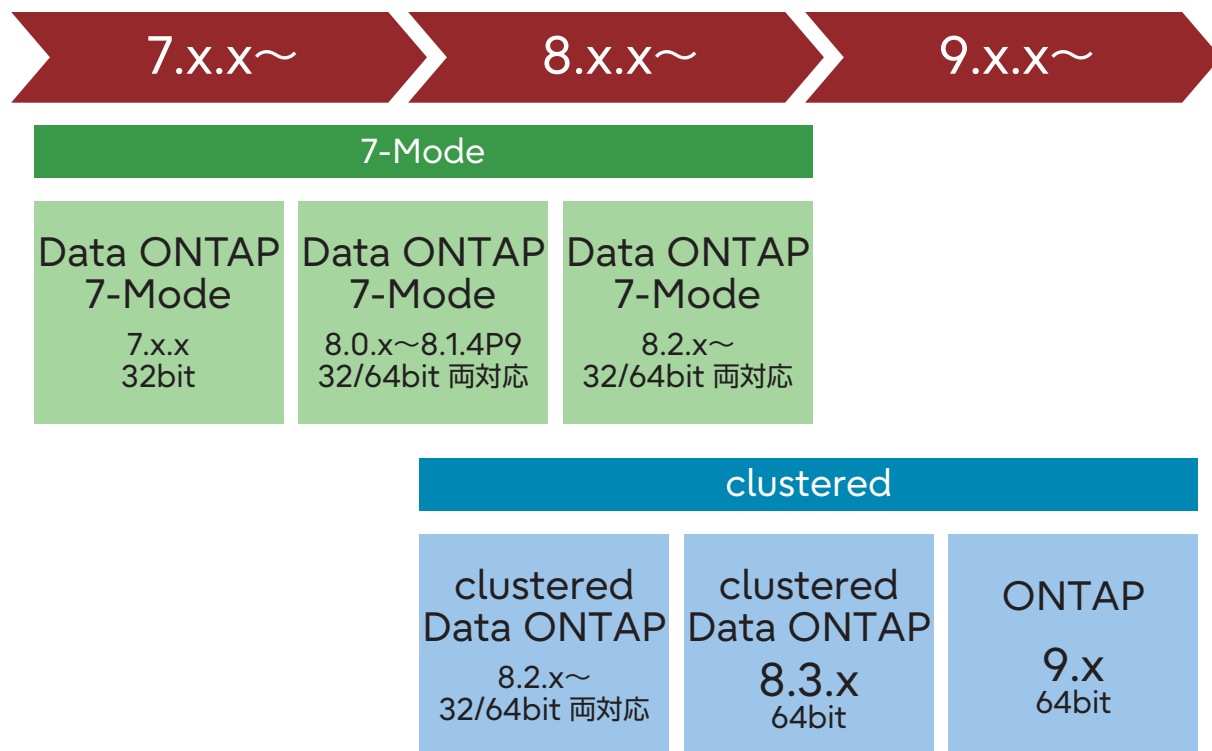 7.x.x～
8.x.x～
9.x.x～
7-Mode
Data ONTAP
7-Mode
7.x.x
32bit
Data ONTAP
7-Mode
8.0.x～8.1.4P9
32/64bit 両対応
Data ONTAP
7-Mode
8.2.x～
32/64bit 両対応
clustered
clustered
Data ONTAP
8.2.x～
32/64bit 両対応
clustered
Data ONTAP
8.3.x
64bit
ONTAP
9.x
64bit